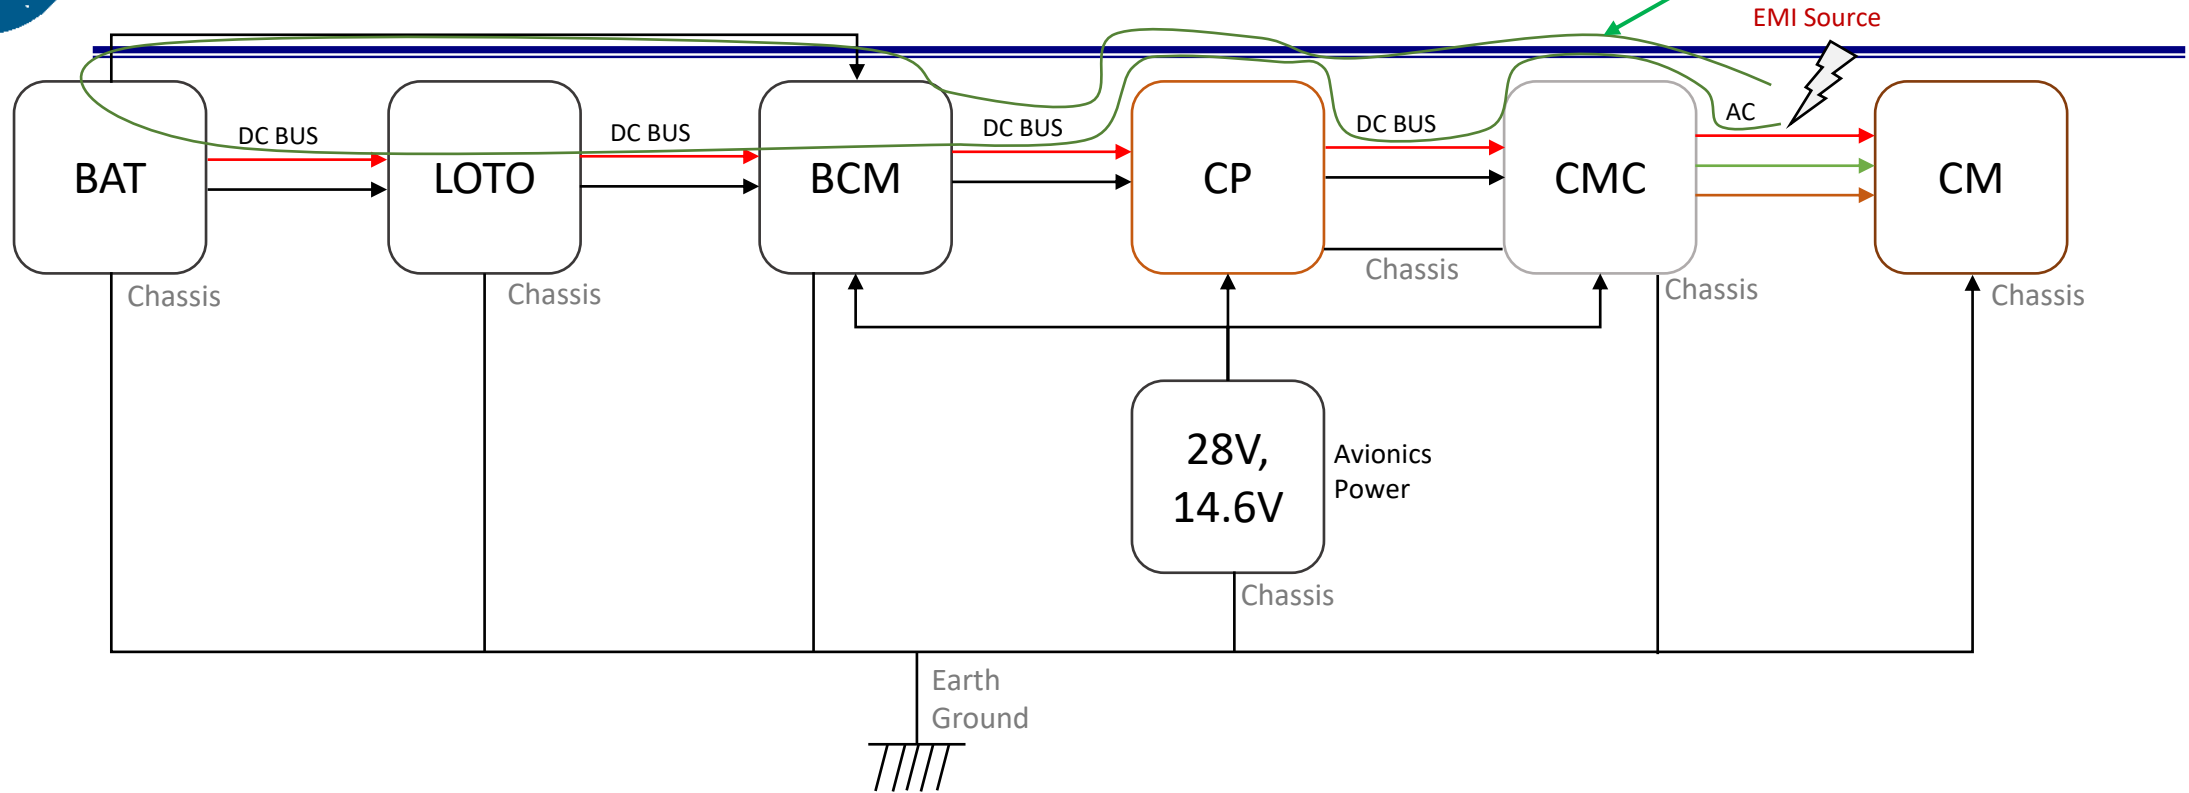 EMI Source
DC BUS
DC BUS
DC BUS
DC BUS
AC
BAT
LOTO
BCM
CP
CMC
CM
Chassis
Chassis
Chassis
Chassis
Chassis
28V,
14.6V
Avionics
Power
Chassis
Earth
Ground